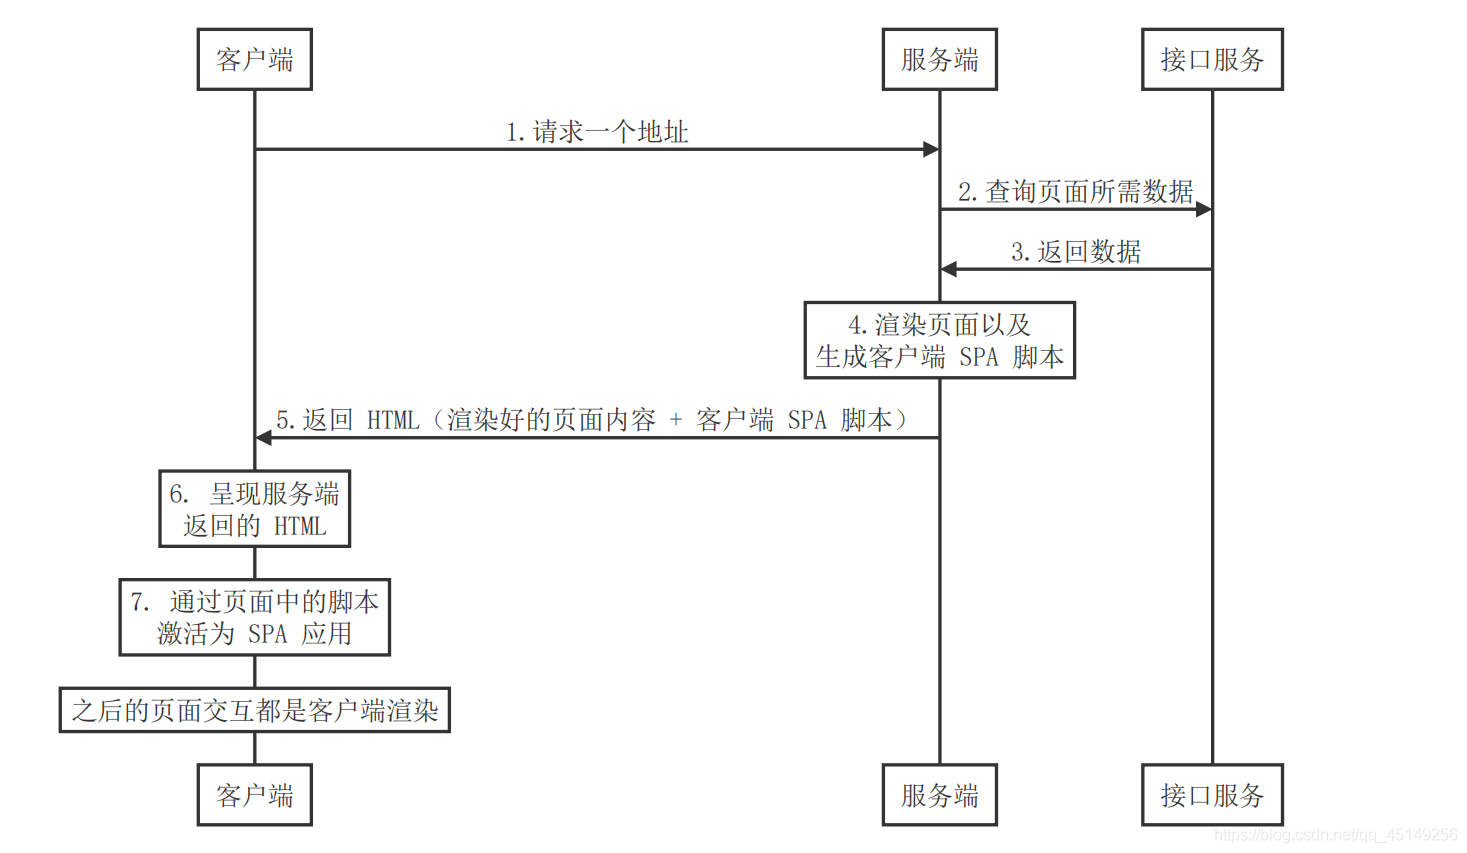 客户端
服务端
接口服务
1.请求一个地址
2.查询页面所需数据
3.返回数据
4.渲染页面以及
生成客户端 SPA 脚本
5.返回 HTML（渲染好的页面内容 + 客户端 SPA 脚本）
6. 呈现服务端
返回的 HTML
7. 通过页面中的脚本
激活为 SPA 应用
之后的页面交互都是客户端渲染
客户端
服务端
接口服务
https://blog.csdn.net/qq_45149256